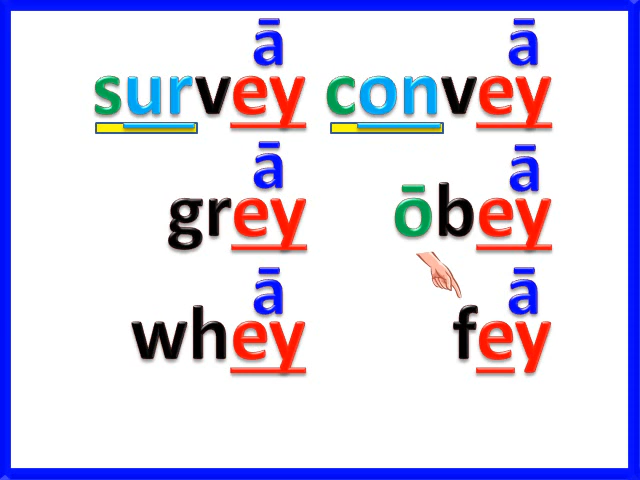 ā ā
survey convey
ā ā
grey ōbey
ā ā
whey fey